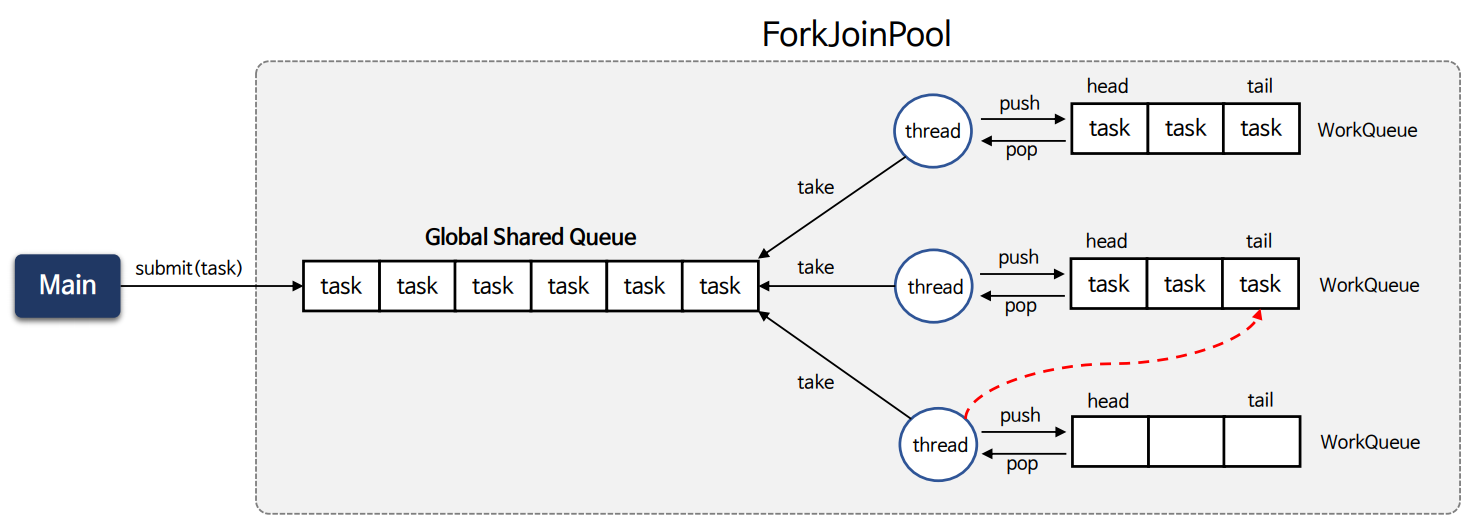 ForkJoinPool
head tail
push
thread
task task task
WorkQueue
pop
take
Global Shared Queue
Main
submit(task)
task task task task task task
take
head tail
push
thread
task task task
WorkQueue
pop
take
head tail
push
thread
WorkQueue
pop